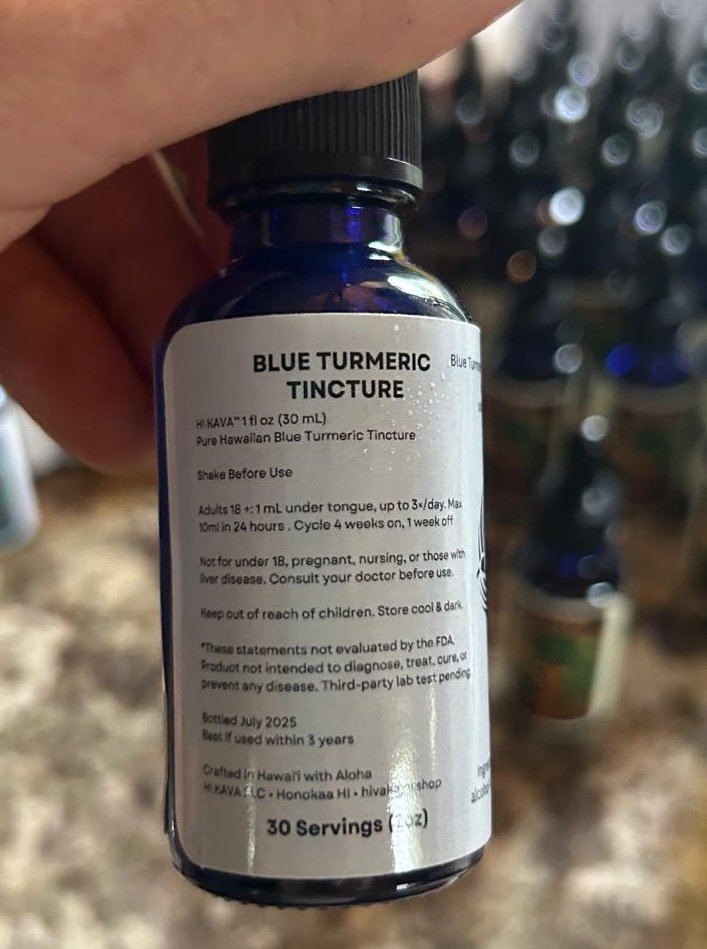 BLUE TURMERIC
TINCTURE
HI KAVA™ 1 fl oz (30 mL)
Pure Hawaiian Blue Turmeric Tincture
Shake Before Use
Adults 18 +: 1 mL under tongue, up to 3×/day. Max
10ml in 24 hours . Cycle 4 weeks on, 1 week off
Not for under 18, pregnant, nursing, or those with
liver disease. Consult your doctor before use.
Keep out of reach of children. Store cool & dark.
*These statements not evaluated by the FDA.
Product not intended to diagnose, treat, cure, or
prevent any disease. Third-party lab test pending
Bottled July 2025
Best if used within 3 years
Crafted in Hawai'i with Aloha
HI KAVA LLC • Honokaa HI • shop
30 Servings
Blue